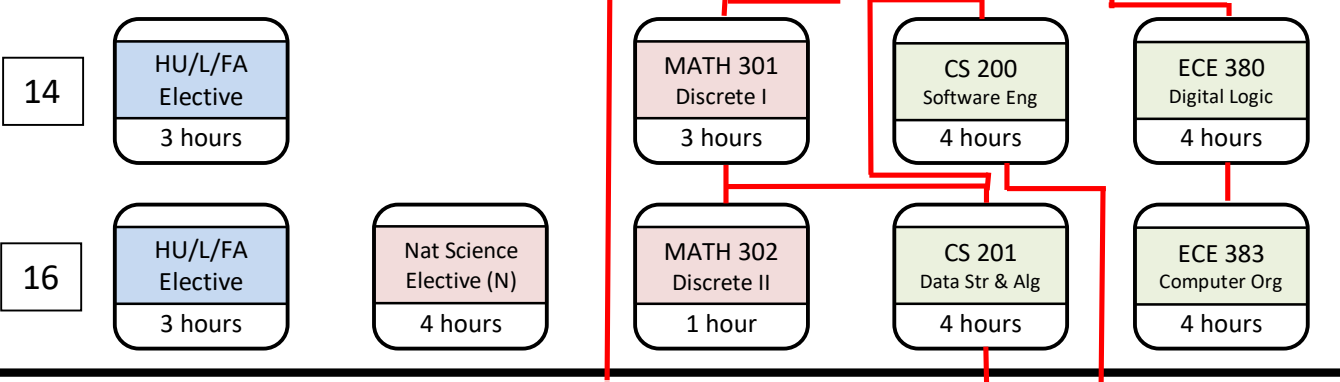 14
HU/L/FA
Elective
3 hours
MATH 301
Discrete I
3 hours
CS 200
Software Eng
4 hours
ECE 380
Digital Logic
4 hours
16
HU/L/FA
Elective
3 hours
Nat Science
Elective (N)
4 hours
MATH 302
Discrete II
1 hour
CS 201
Data Str & Alg
4 hours
ECE 383
Computer Org
4 hours